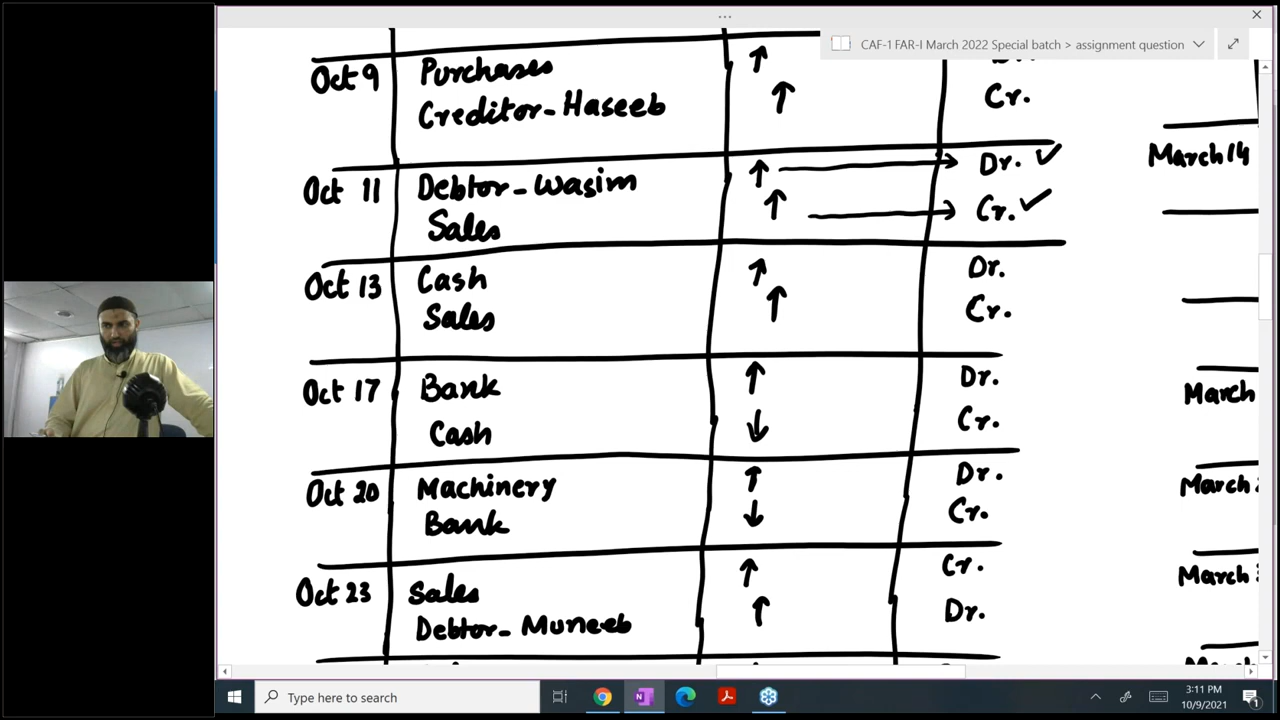 CAF-1 FAR-I March 2022 Special batch > assignment question
Oct 9 Purchases
Creditor-Haseeb Cr.
Oct 11 Debtor-Wasim Dr.
Sales Cr.
March 14
Oct 13 Cash Dr.
Sales Cr.
Oct 17 Bank Dr.
Cash Cr.
March
Oct 20 Machinery Dr.
Bank Cr.
March
Oct 23 Sales Cr.
Debtor-Muneeb Dr.
March
Type here to search
3:11 PM
10/9/2021
1